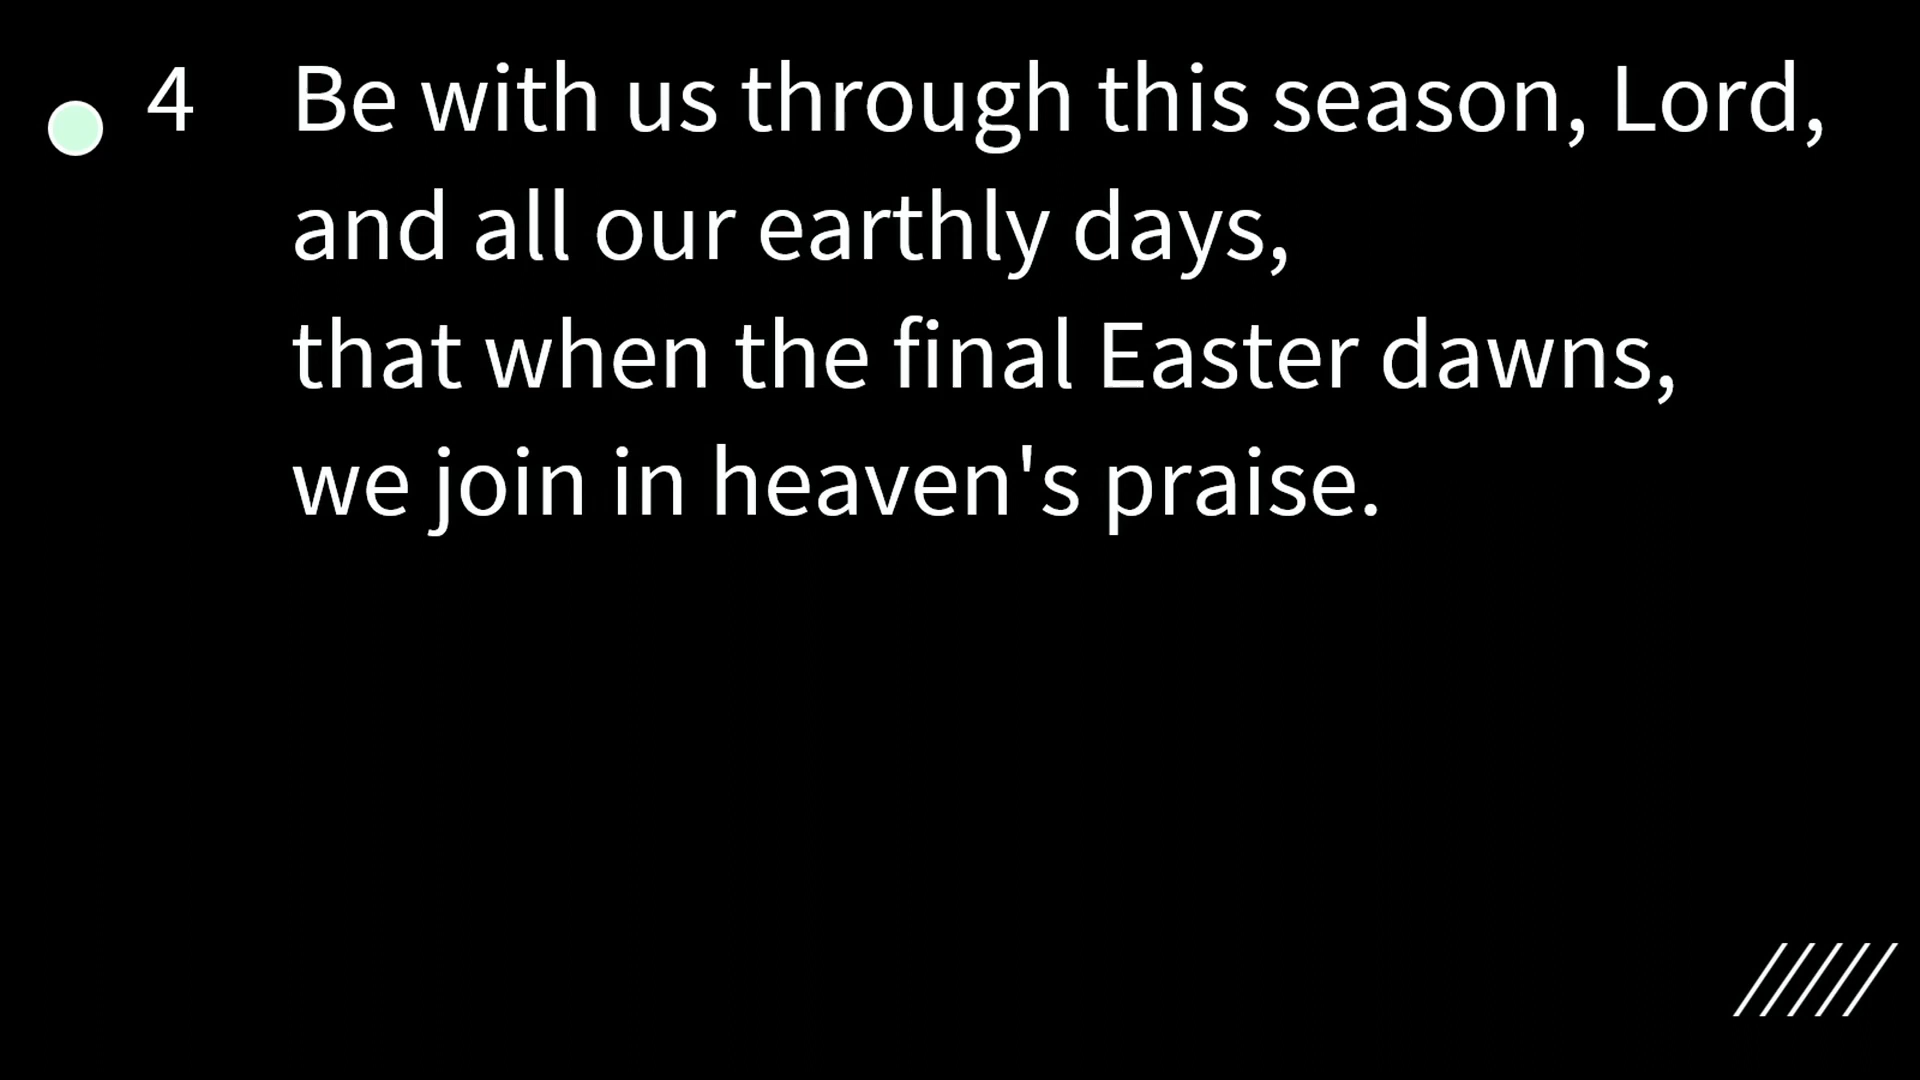 4 Be with us through this season, Lord,
and all our earthly days,
that when the final Easter dawns,
we join in heaven's praise.